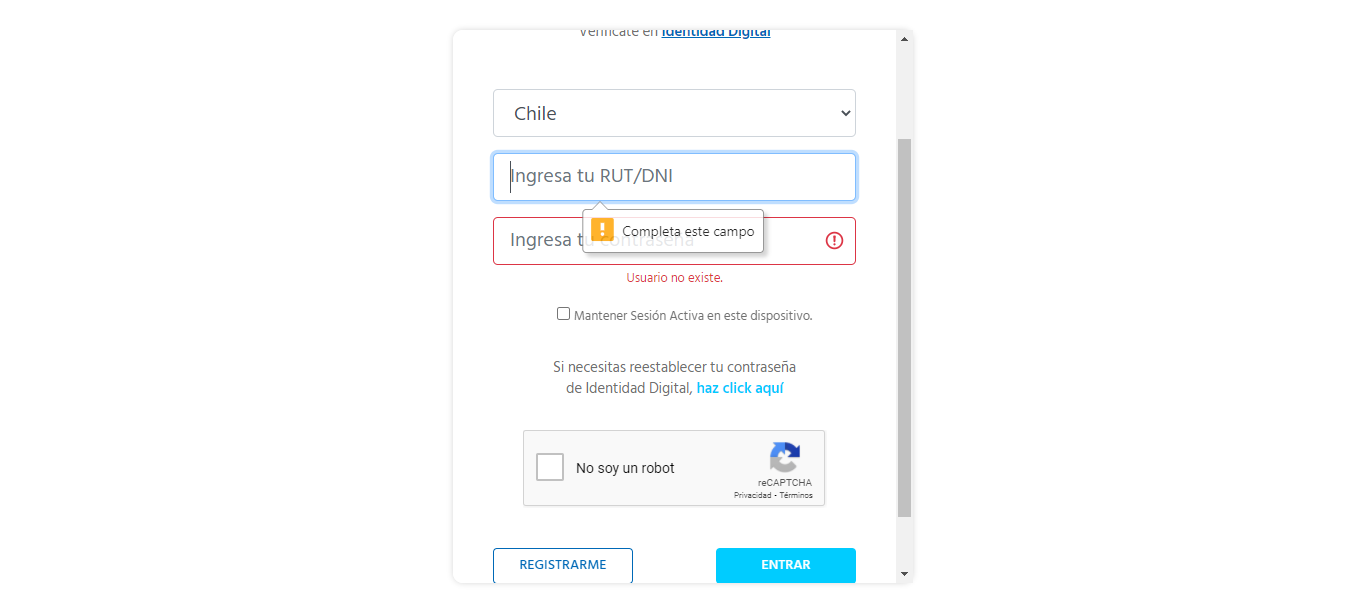 Verifícate en Identidad Digital
Chile
Ingresa tu RUT/DNI
Completa este campo
Ingresa tu contraseña
Usuario no existe.
Mantener Sesión Activa en este dispositivo.
Si necesitas reestablecer tu contraseña
de Identidad Digital, haz click aquí
No soy un robot
reCAPTCHA
Privacidad - Términos
REGISTRARME
ENTRAR